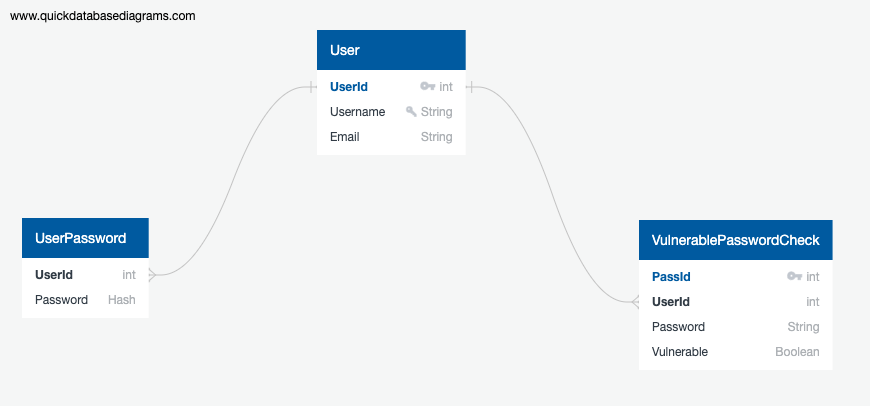 www.quickdatabasediagrams.com
User
UserId int
Username String
Email String
UserPassword
UserId int
Password Hash
VulnerablePasswordCheck
PassId int
UserId int
Password String
Vulnerable Boolean